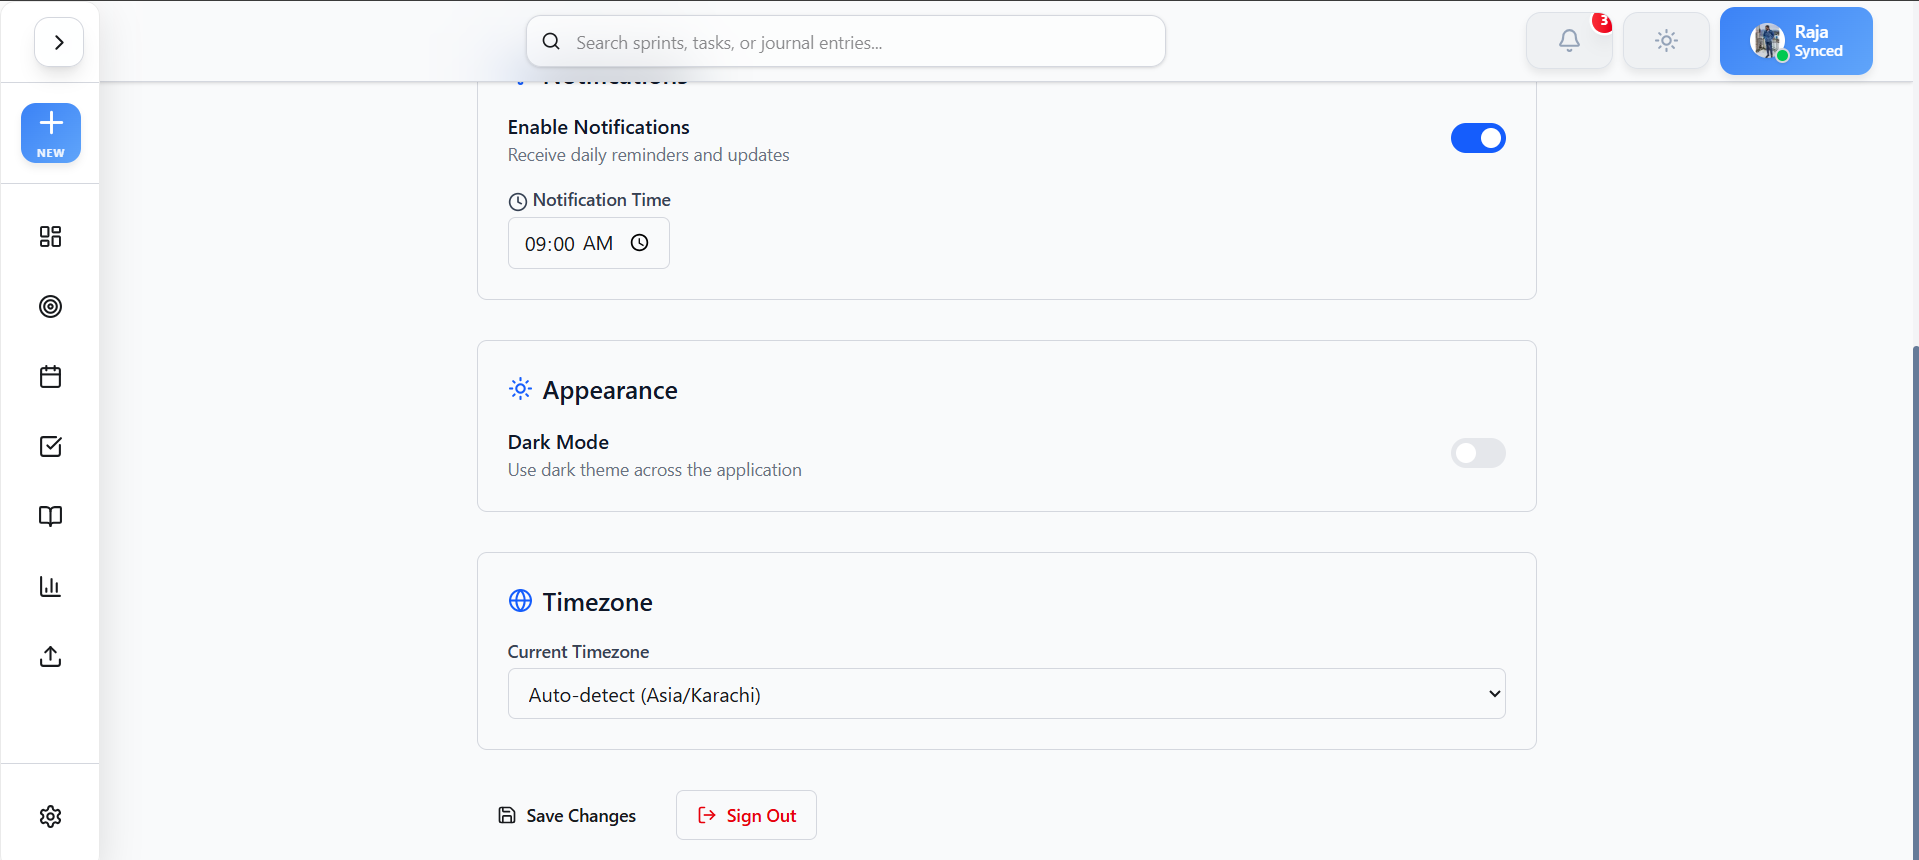 Search sprints, tasks, or journal entries...
3
Raja
Synced
NEW
Notifications
Enable Notifications
Receive daily reminders and updates
Notification Time
09:00 AM
Appearance
Dark Mode
Use dark theme across the application
Timezone
Current Timezone
Auto-detect (Asia/Karachi)
Save Changes
Sign Out